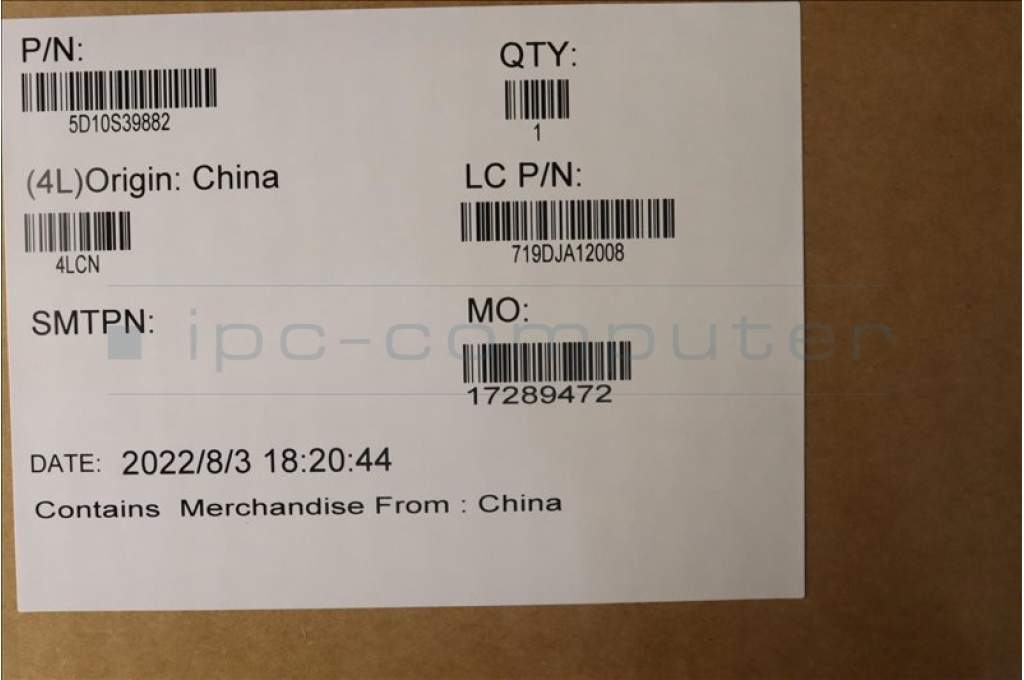 P/N:
5D10S39882
QTY:
1
(4L)Origin: China
4LCN
LC P/N:
719DJA12008
SMTPN:
MO:
17289472
ipc-computer
DATE: 2022/8/3 18:20:44
Contains Merchandise From : China